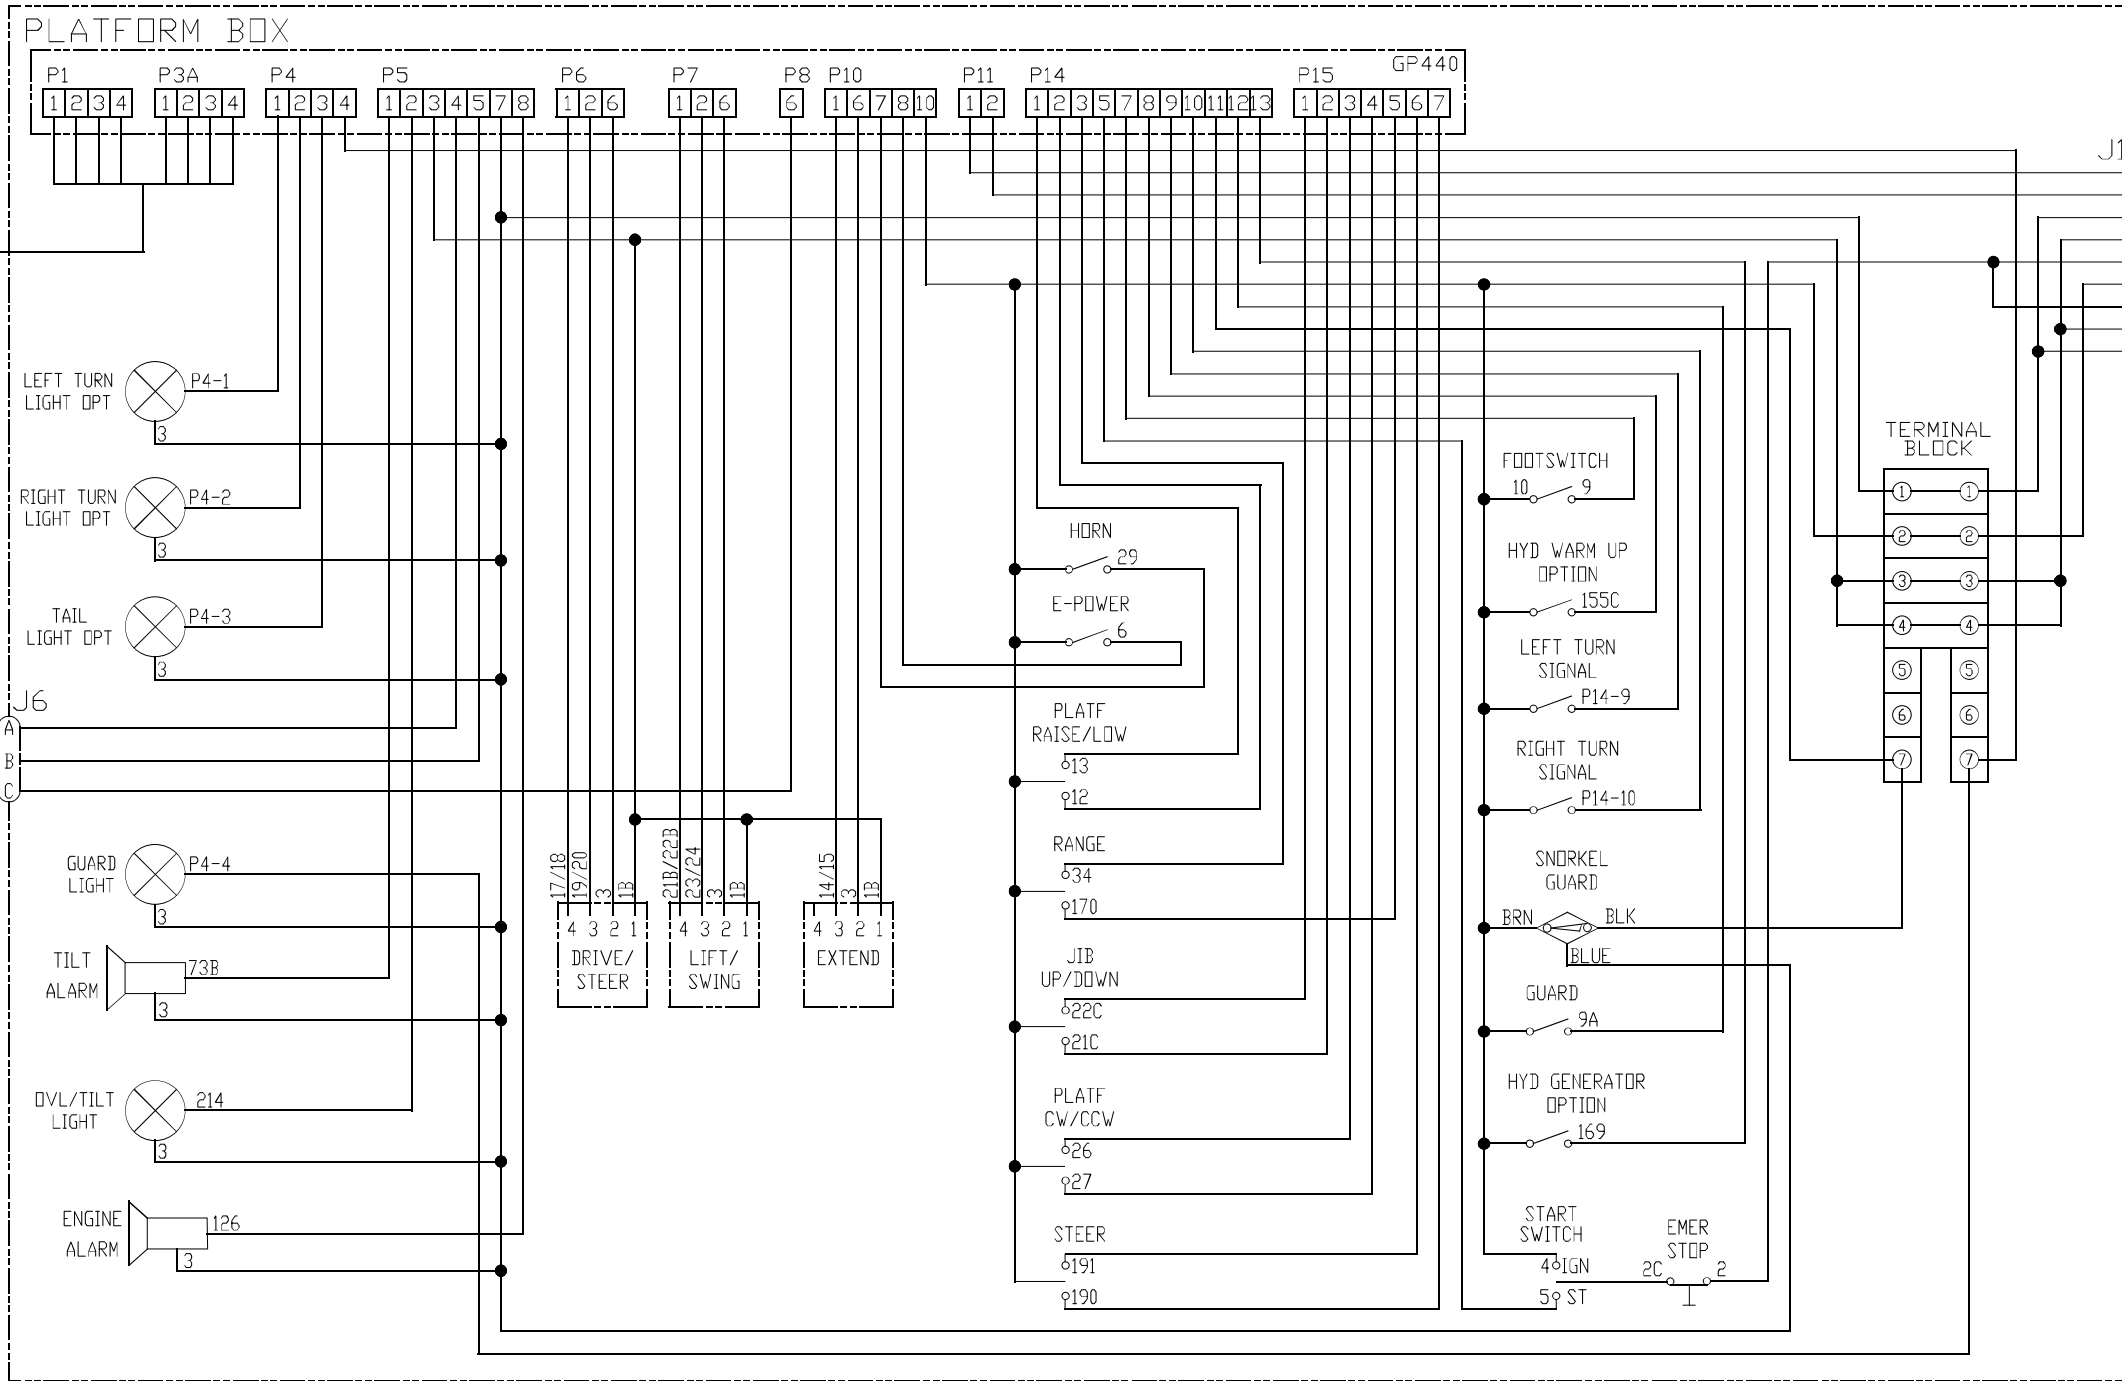 PLATFORM BOX
GP440
P1
P3A
P4
P5
P6
P7
P8
P10
P11
P14
P15
1 2 3 4
1 2 3 4
1 2 3 4
1 2 3 4 5 7 8
1 2 6
1 2 6
6
1 6 7 8 10
1 2
1 2 3 5 7 8 9 10 11 12 13
1 2 3 4 5 6 7
LEFT TURN
LIGHT OPT
P4-1
3
RIGHT TURN
LIGHT OPT
P4-2
3
TAIL
LIGHT OPT
P4-3
3
J6
A
B
C
GUARD
LIGHT
P4-4
3
TILT
ALARM
73B
3
OVL/TILT
LIGHT
214
3
ENGINE
ALARM
126
3
17/18
19/20
3
1B
4 3 2 1
DRIVE/
STEER
21B/22B
23/24
3
1B
4 3 2 1
LIFT/
SWING
14/15
3
1B
4 3 2 1
EXTEND
HORN
29
E-POWER
6
PLATF
RAISE/LOW
13
12
RANGE
34
170
JIB
UP/DOWN
22C
21C
PLATF
CW/CCW
26
27
STEER
191
190
FOOTSWITCH
10 9
HYD WARM UP
OPTION
155C
LEFT TURN
SIGNAL
P14-9
RIGHT TURN
SIGNAL
P14-10
SNORKEL
GUARD
BRN BLK
BLUE
GUARD
9A
HYD GENERATOR
OPTION
169
START
SWITCH
4 IGN
5 ST
EMER
STOP
2C 2
TERMINAL
BLOCK
1 1
2 2
3 3
4 4
5 5
6 6
7 7